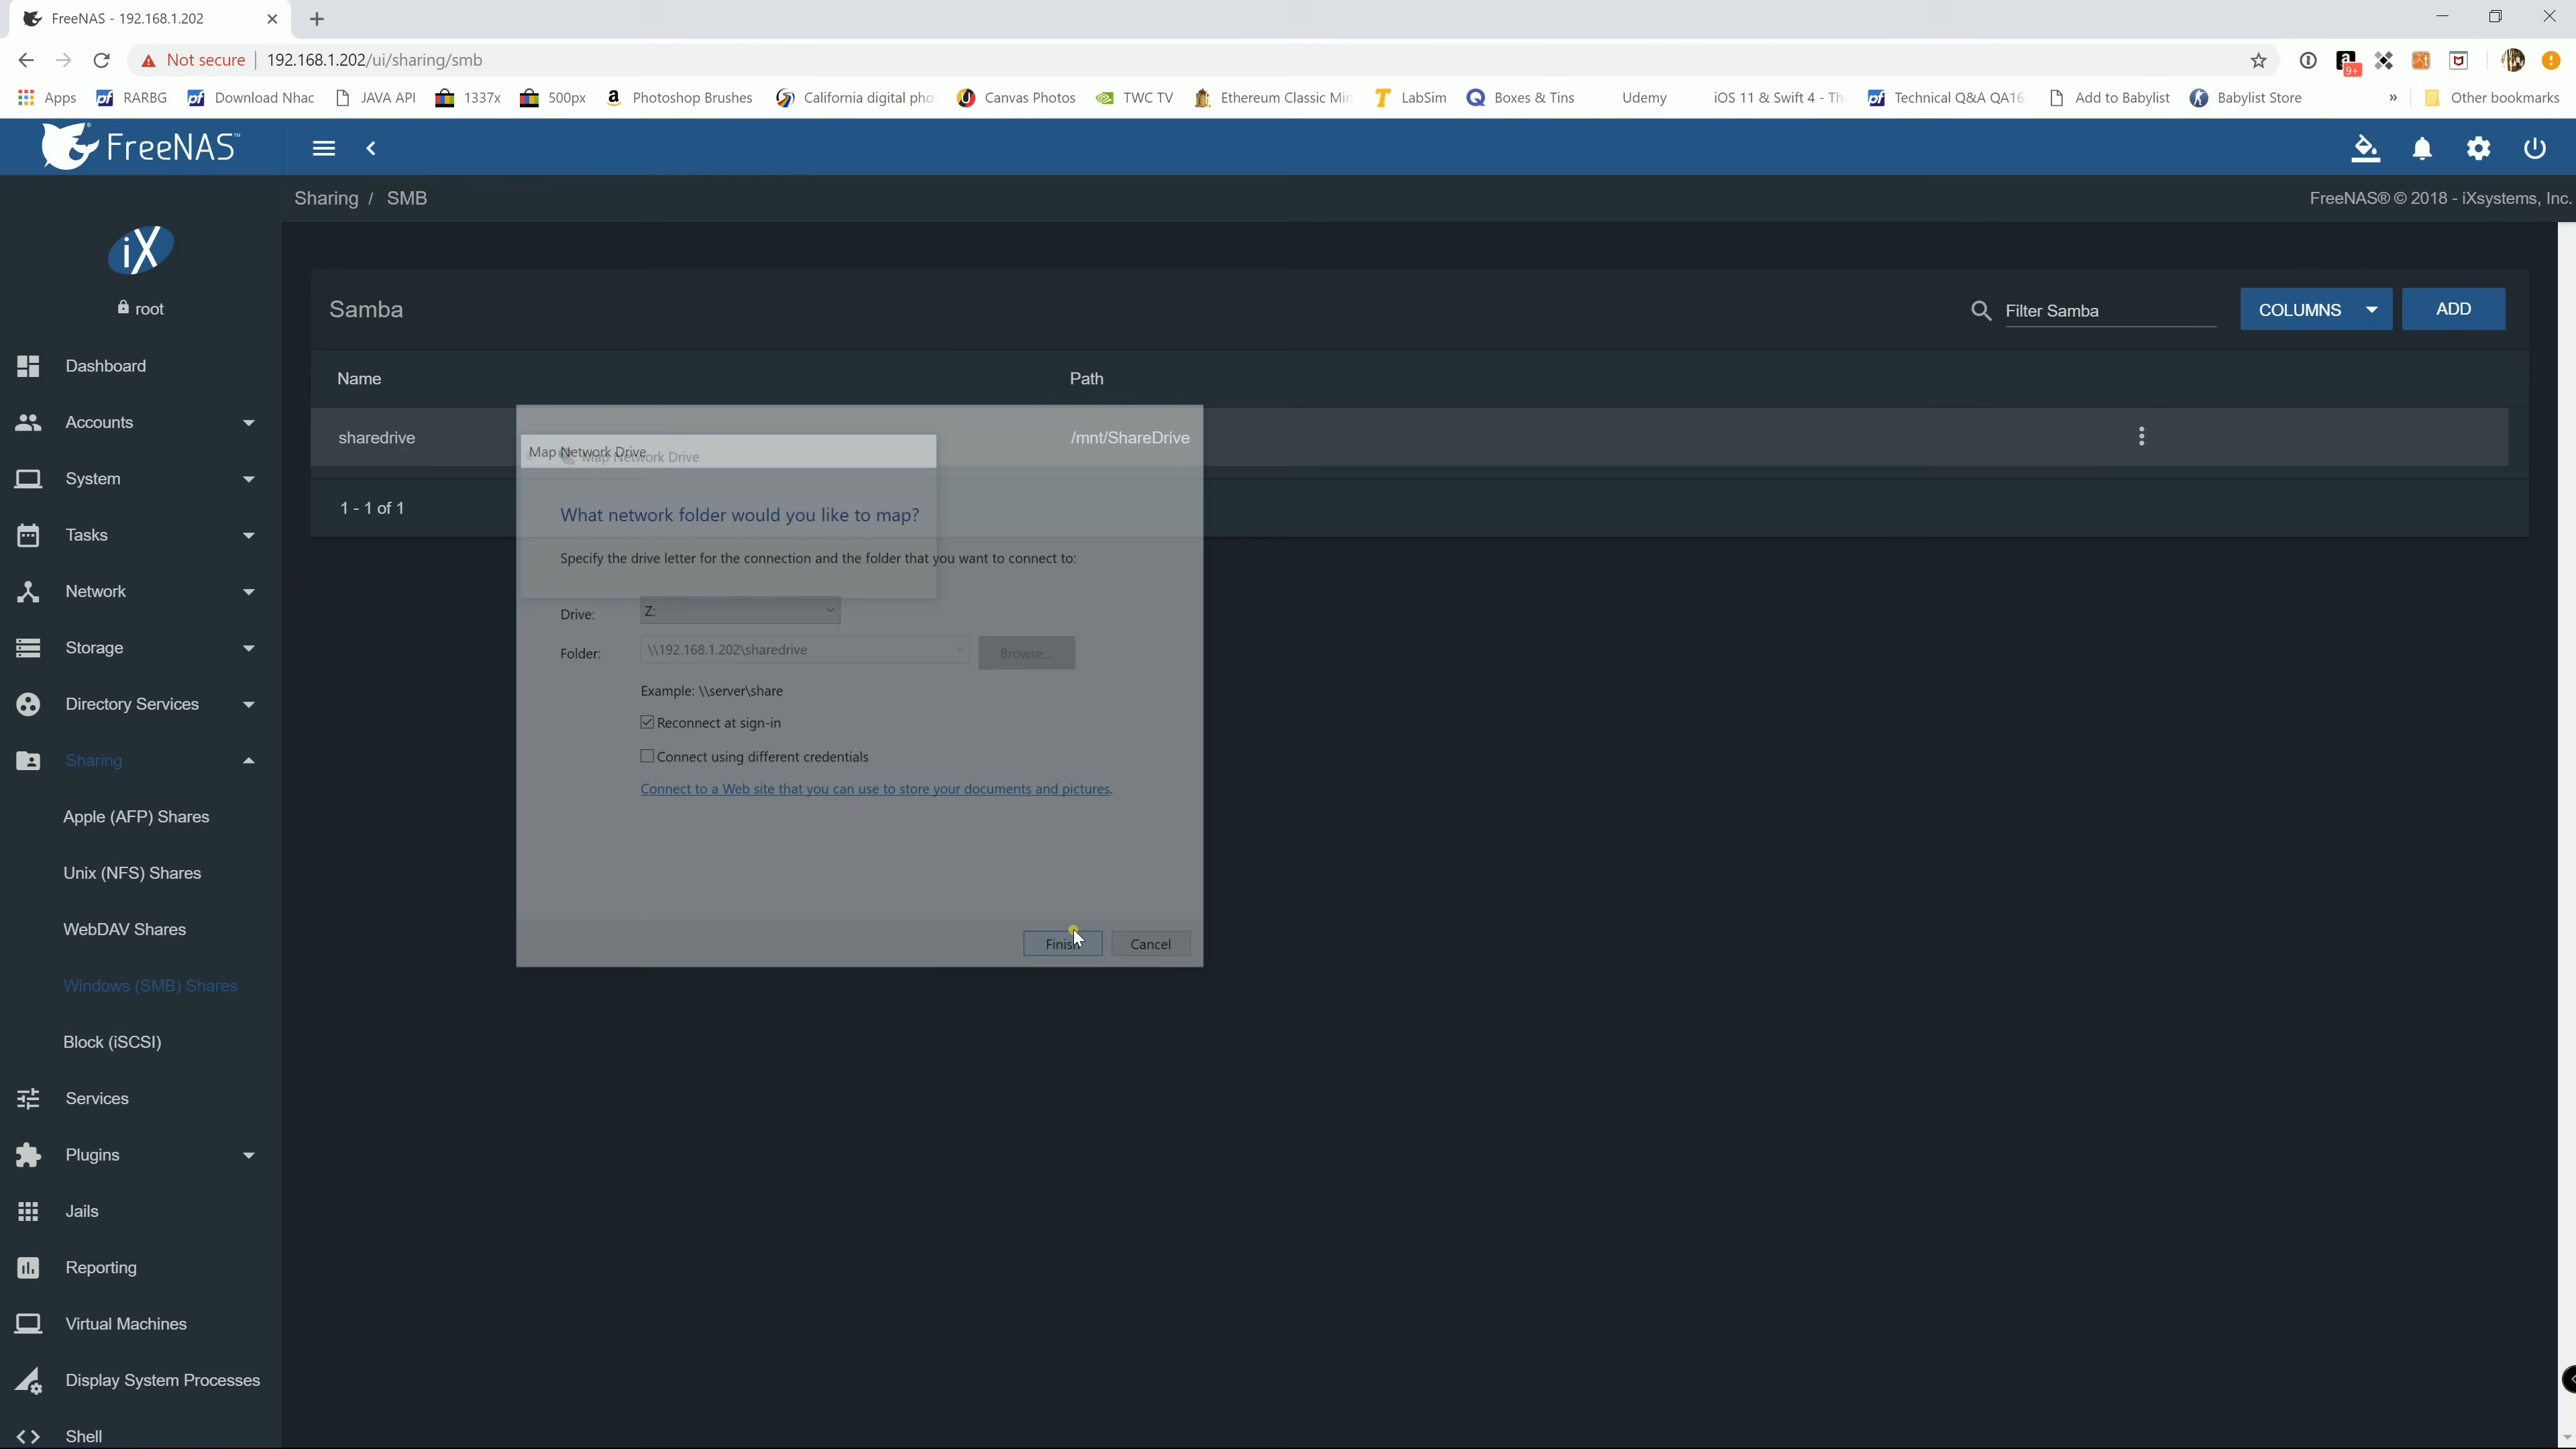 FreeNAS - 192.168.1.202
Not secure 192.168.1.202/ui/sharing/smb
9+
Apps RARBG Download Nhac JAVA API 1337x 500px Photoshop Brushes California digital pho Canvas Photos TWC TV Ethereum Classic Min LabSim Boxes & Tins Udemy iOS 11 & Swift 4 - Th Technical Q&A QA16 Add to Babylist Babylist Store » Other bookmarks
FreeNAS™
Sharing / SMB
FreeNAS® © 2018 - iXsystems, Inc.
iX
root
Dashboard
Accounts
System
Tasks
Network
Storage
Directory Services
Sharing
Apple (AFP) Shares
Unix (NFS) Shares
WebDAV Shares
Windows (SMB) Shares
Block (iSCSI)
Services
Plugins
Jails
Reporting
Virtual Machines
Display System Processes
Shell
Samba
Filter Samba
COLUMNS
ADD
Name Path
sharedrive /mnt/ShareDrive
1 - 1 of 1
Map Network Drive
Map Network Drive
What network folder would you like to map?
Specify the drive letter for the connection and the folder that you want to connect to:
Drive: Z:
Folder: \\192.168.1.202\sharedrive Browse...
Example: \\server\share
Reconnect at sign-in
Connect using different credentials
Connect to a Web site that you can use to store your documents and pictures.
Finish Cancel